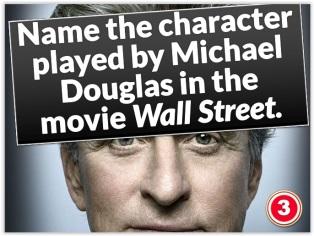 Name the character
played by Michael
Douglas in the
movie Wall Street.
3